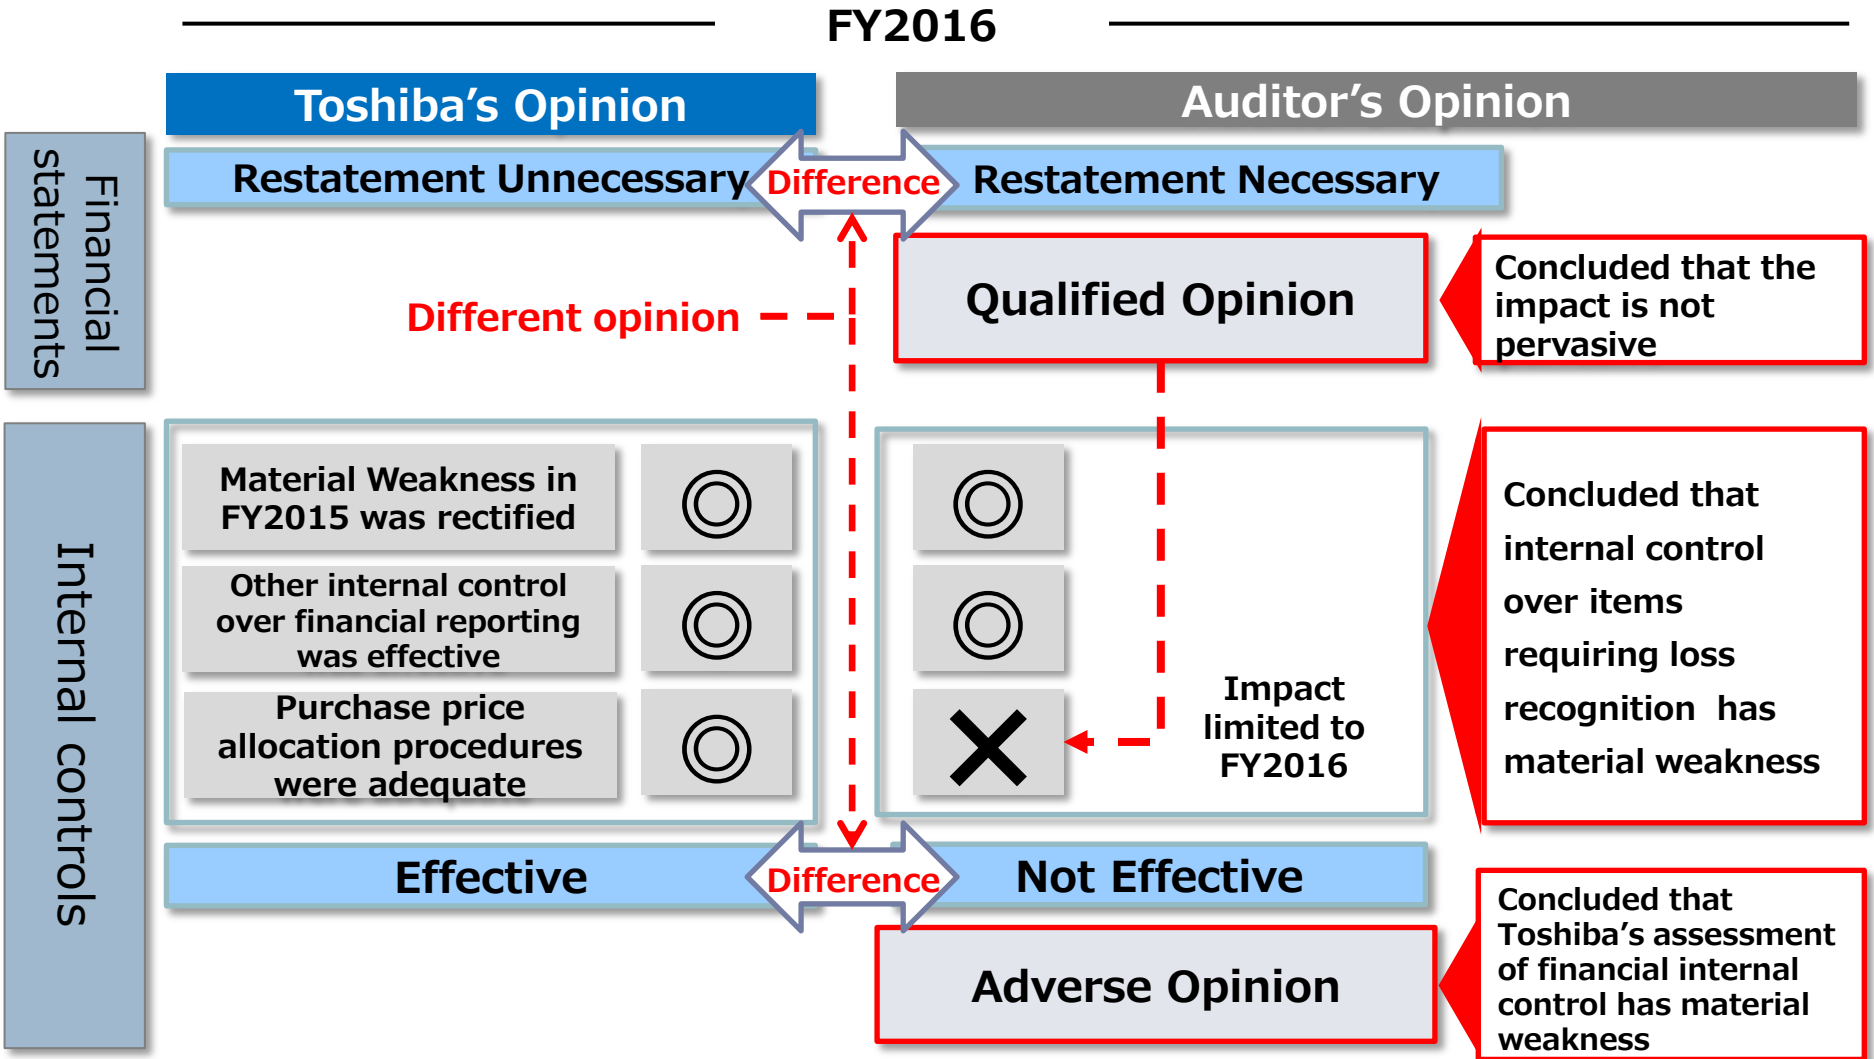 FY2016
Toshiba’s Opinion
Auditor’s Opinion
Financial
statements
Restatement Unnecessary
Difference
Restatement Necessary
Different opinion
Qualified Opinion
Concluded that the
impact is not
pervasive
Internal controls
Material Weakness in
FY2015 was rectified
Other internal control
over financial reporting
was effective
Purchase price
allocation procedures
were adequate
Impact
limited to
FY2016
Concluded that
internal control
over items
requiring loss
recognition has
material weakness
Effective
Difference
Not Effective
Adverse Opinion
Concluded that
Toshiba’s assessment
of financial internal
control has material
weakness